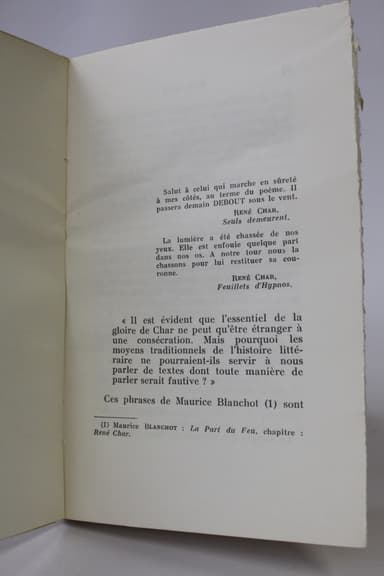 Salut à celui qui marche en sûreté
à mes côtés, au terme du poème. Il
passera demain DEBOUT sous le vent.
RENÉ CHAR,
Seuls demeurent.
La lumière a été chassée de nos
yeux. Elle est enfouie quelque part
dans nos os. A notre tour nous la
chassons pour lui restituer sa cou-
ronne.
RENÉ CHAR,
Feuillets d'Hypnos.
« Il est évident que l'essentiel de la
gloire de Char ne peut qu'être étranger à
une consécration. Mais pourquoi les
moyens traditionnels de l'histoire litté-
raire ne pourraient-ils servir à nous
parler de textes dont toute manière de
parler serait fautive ? »
Ces phrases de Maurice Blanchot (1) sont
(1) Maurice BLANCHOT : La Part du Feu, chapitre :
René Char.